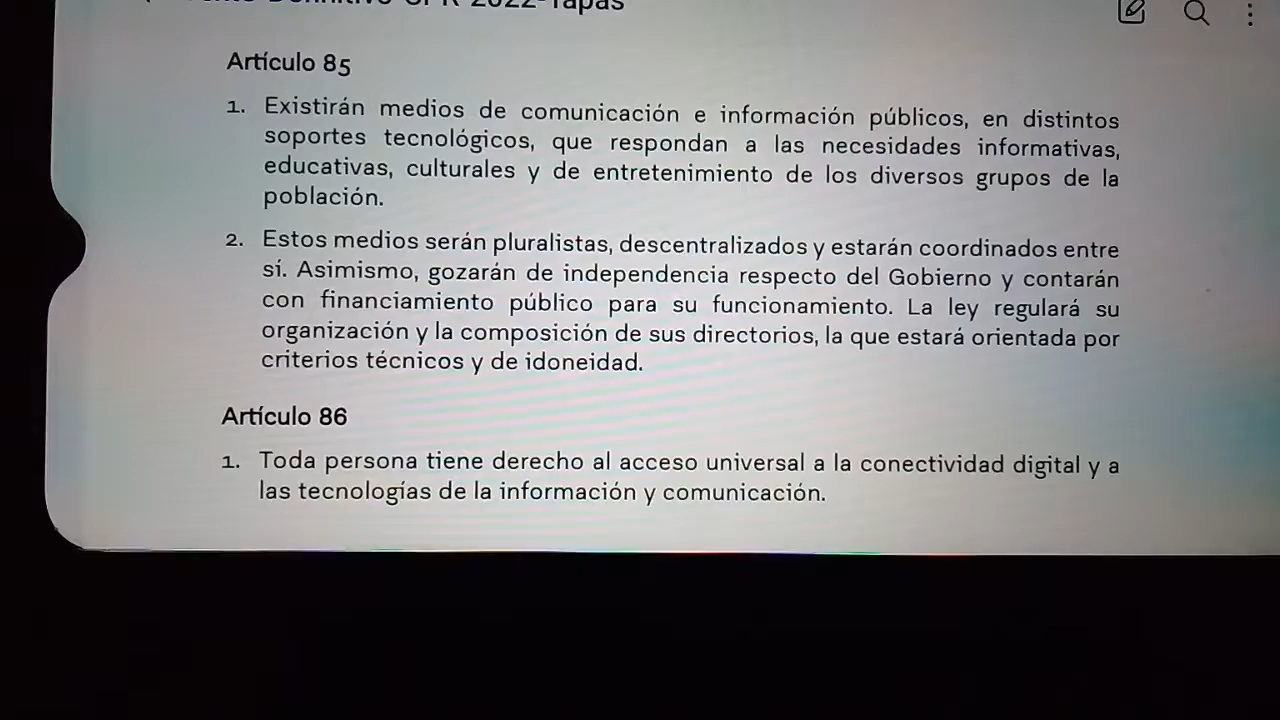 Definitivo CPR 2022-Tapas
Artículo 85
1. Existirán medios de comunicación e información públicos, en distintos
soportes tecnológicos, que respondan a las necesidades informativas,
educativas, culturales y de entretenimiento de los diversos grupos de la
población.
2. Estos medios serán pluralistas, descentralizados y estarán coordinados entre
sí. Asimismo, gozarán de independencia respecto del Gobierno y contarán
con financiamiento público para su funcionamiento. La ley regulará su
organización y la composición de sus directorios, la que estará orientada por
criterios técnicos y de idoneidad.
Artículo 86
1. Toda persona tiene derecho al acceso universal a la conectividad digital y a
las tecnologías de la información y comunicación.